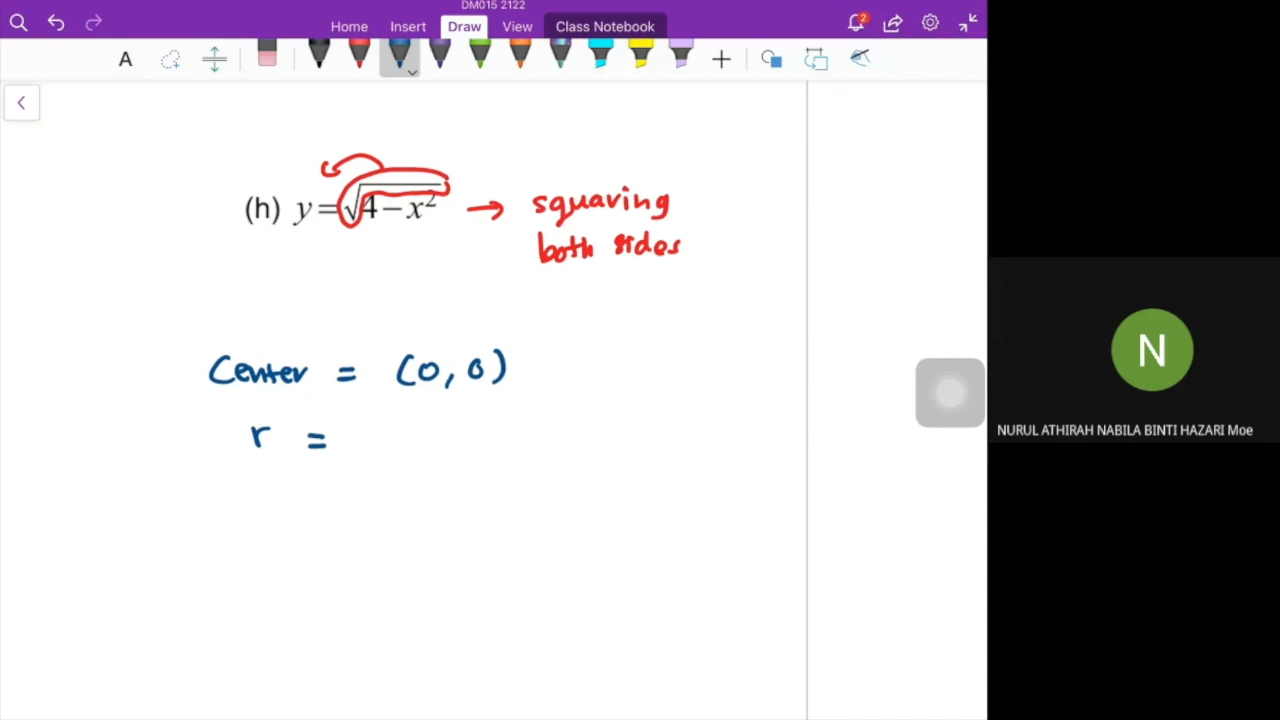 DM015 2122
Home Insert Draw View Class Notebook
2
A
(h) y=√4−x² → squaring
both sides
Center = (0,0)
r =
N
NURUL ATHIRAH NABILA BINTI HAZARI Moe